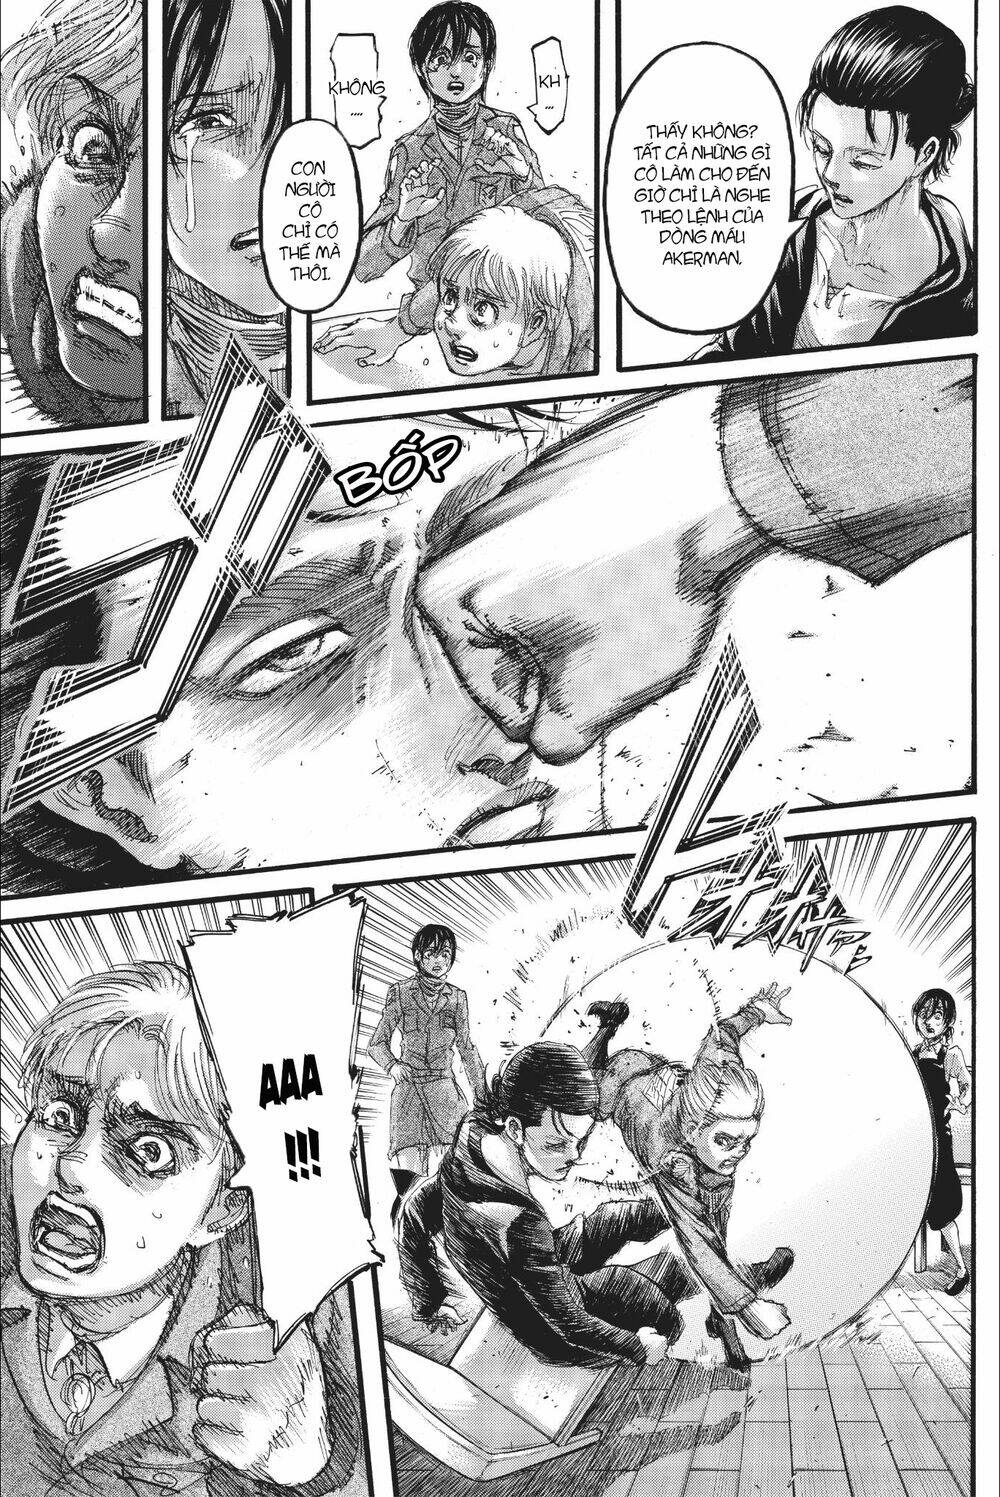 THẤY KHÔNG?
TẤT CẢ NHỮNG GÌ
CÔ LÀM CHO ĐẾN
GIỜ CHỈ LÀ NGHE
THEO LỆNH CỦA
DÒNG MÁU
AKERMAN.
KH
....
KHÔNG
....
CON
NGƯỜI
CÔ
CHỈ CÓ
THẾ MÀ
THÔI.
BỐP
AAA
!!!